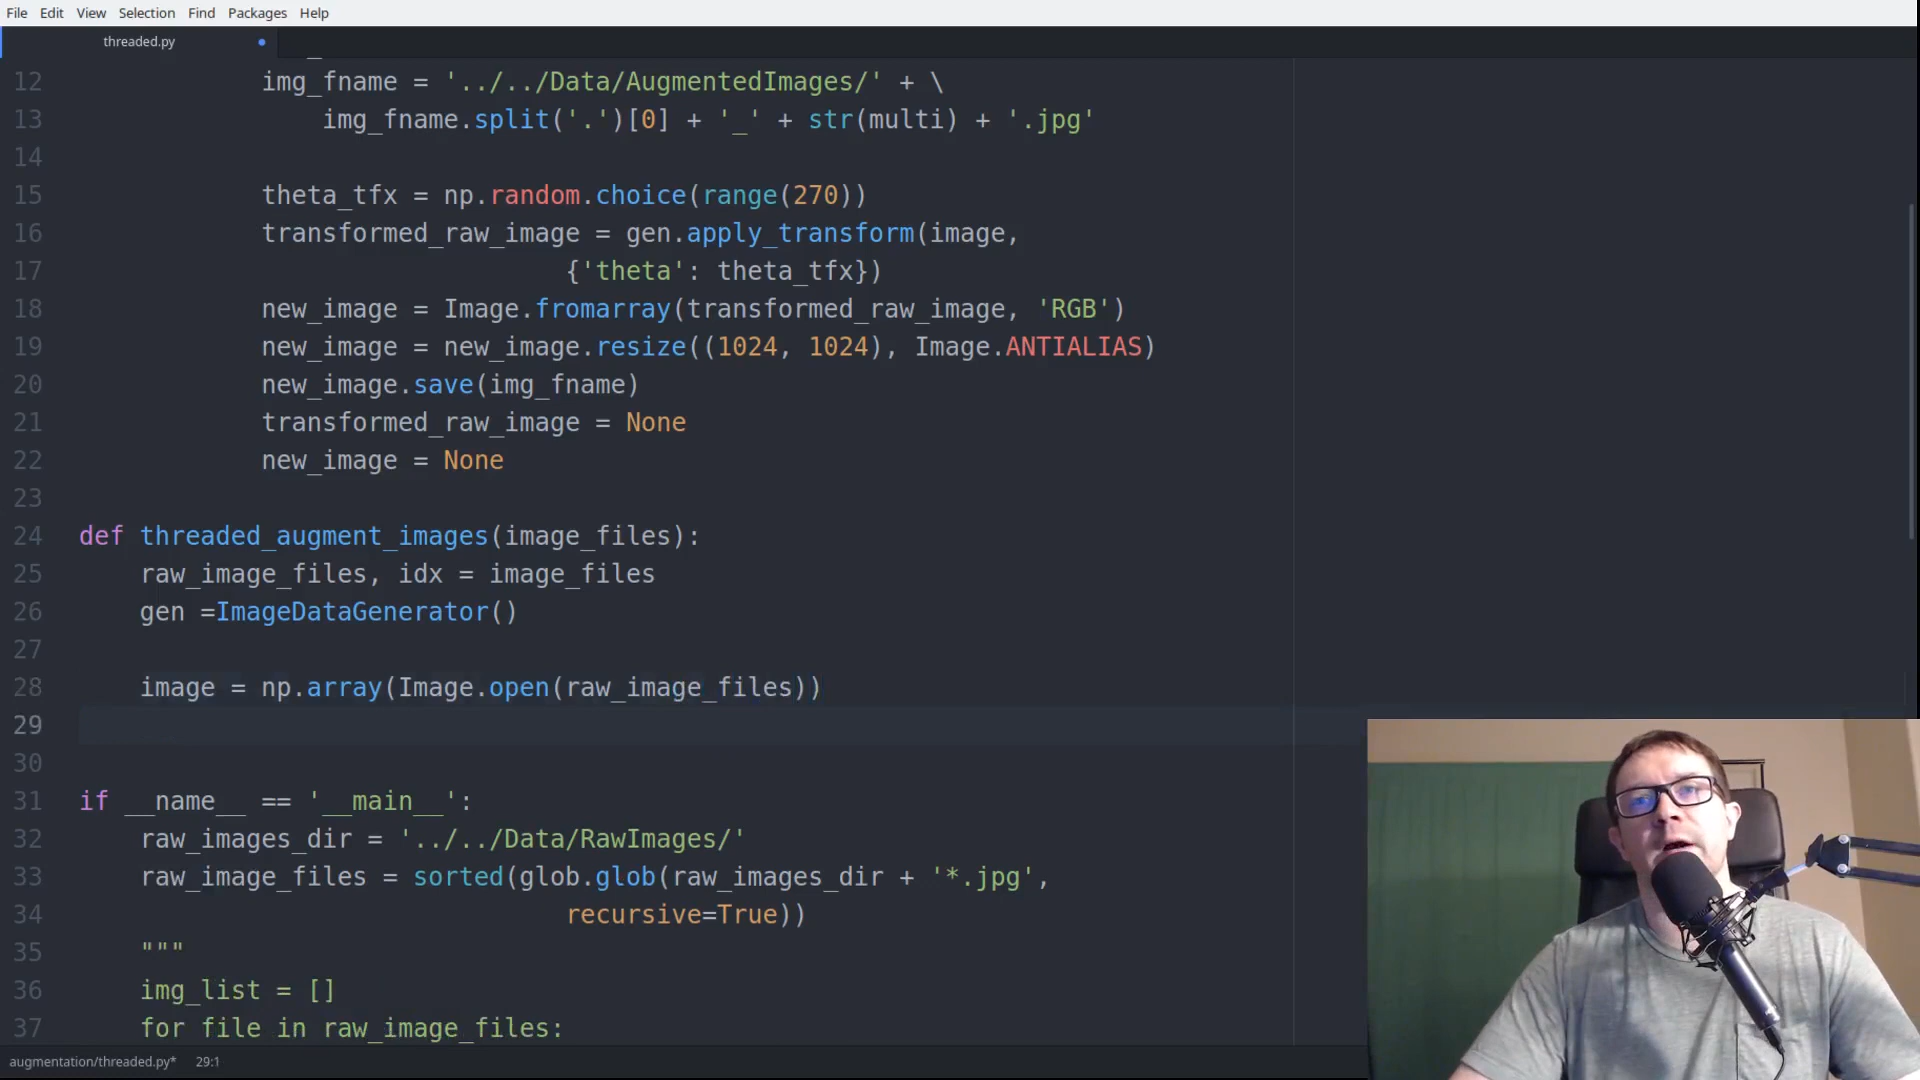 File Edit View Selection Find Packages Help
threaded.py
12 img_fname = '../../Data/AugmentedImages/' + \
13 img_fname.split('.')[0] + '_' + str(multi) + '.jpg'
14
15 theta_tfx = np.random.choice(range(270))
16 transformed_raw_image = gen.apply_transform(image,
17 {'theta': theta_tfx})
18 new_image = Image.fromarray(transformed_raw_image, 'RGB')
19 new_image = new_image.resize((1024, 1024), Image.ANTIALIAS)
20 new_image.save(img_fname)
21 transformed_raw_image = None
22 new_image = None
23
24 def threaded_augment_images(image_files):
25 raw_image_files, idx = image_files
26 gen =ImageDataGenerator()
27
28 image = np.array(Image.open(raw_image_files))
29
30
31 if __name__ == '__main__':
32 raw_images_dir = '../../Data/RawImages/'
33 raw_image_files = sorted(glob.glob(raw_images_dir + '*.jpg',
34 recursive=True))
35 """
36 img_list = []
37 for file in raw_image_files:
augmentation/threaded.py* 29:1